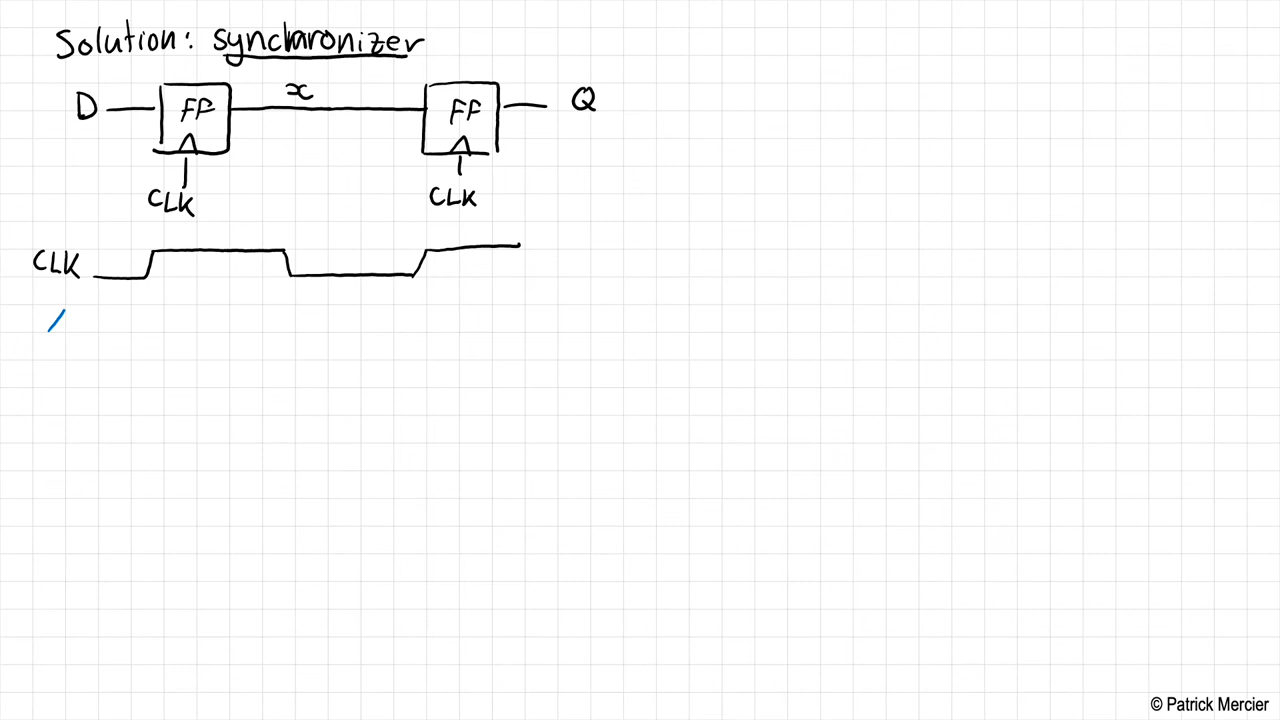 Solution: synchronizer
D FF x FF Q
CLK CLK
CLK
© Patrick Mercier